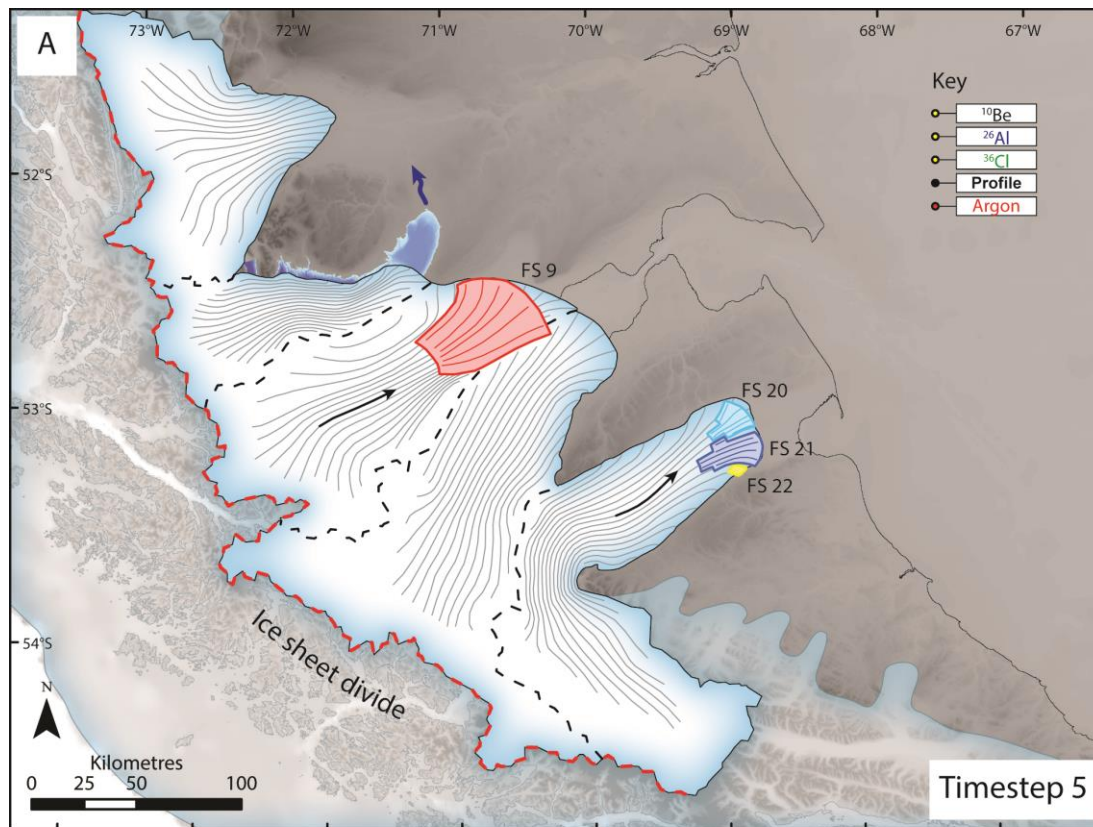 A
73°W
72°W
71°W
70°W
69°W
68°W
67°W
Key
¹⁰Be
²⁶Al
³⁶Cl
Profile
Argon
52°S
FS 9
53°S
FS 20
FS 21
FS 22
54°S
Ice sheet divide
N
Kilometres
0 25 50 100
Timestep 5